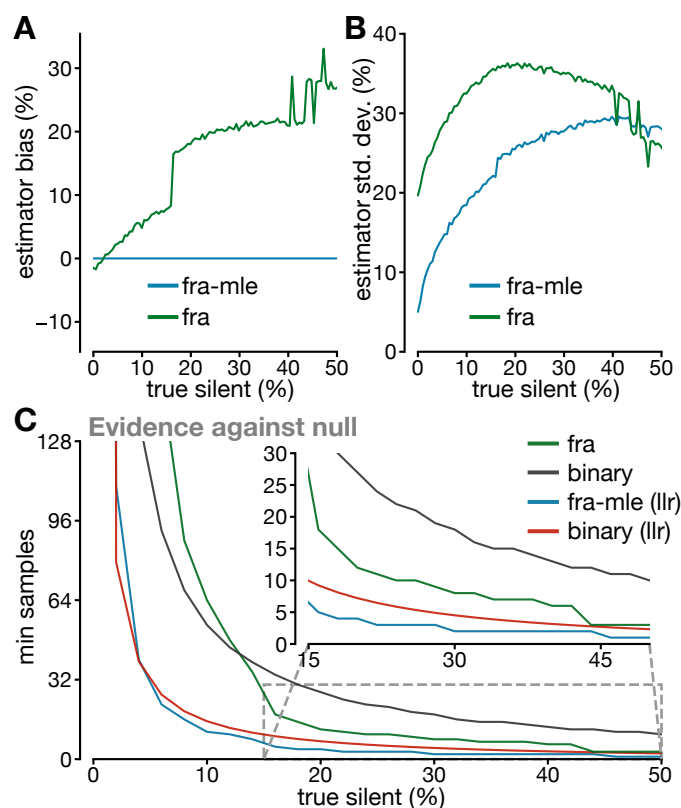 A
estimator bias (%)
30
20
10
0
−10
fra-mle
fra
0 10 20 30 40 50
true silent (%)
B
estimator std. dev. (%)
40
30
20
10
0
fra-mle
fra
0 10 20 30 40 50
true silent (%)
C
Evidence against null
min samples
128
96
64
32
0
fra
binary
fra-mle (llr)
binary (llr)
30
25
20
15
10
5
0
15 30 45
0 10 20 30 40 50
true silent (%)